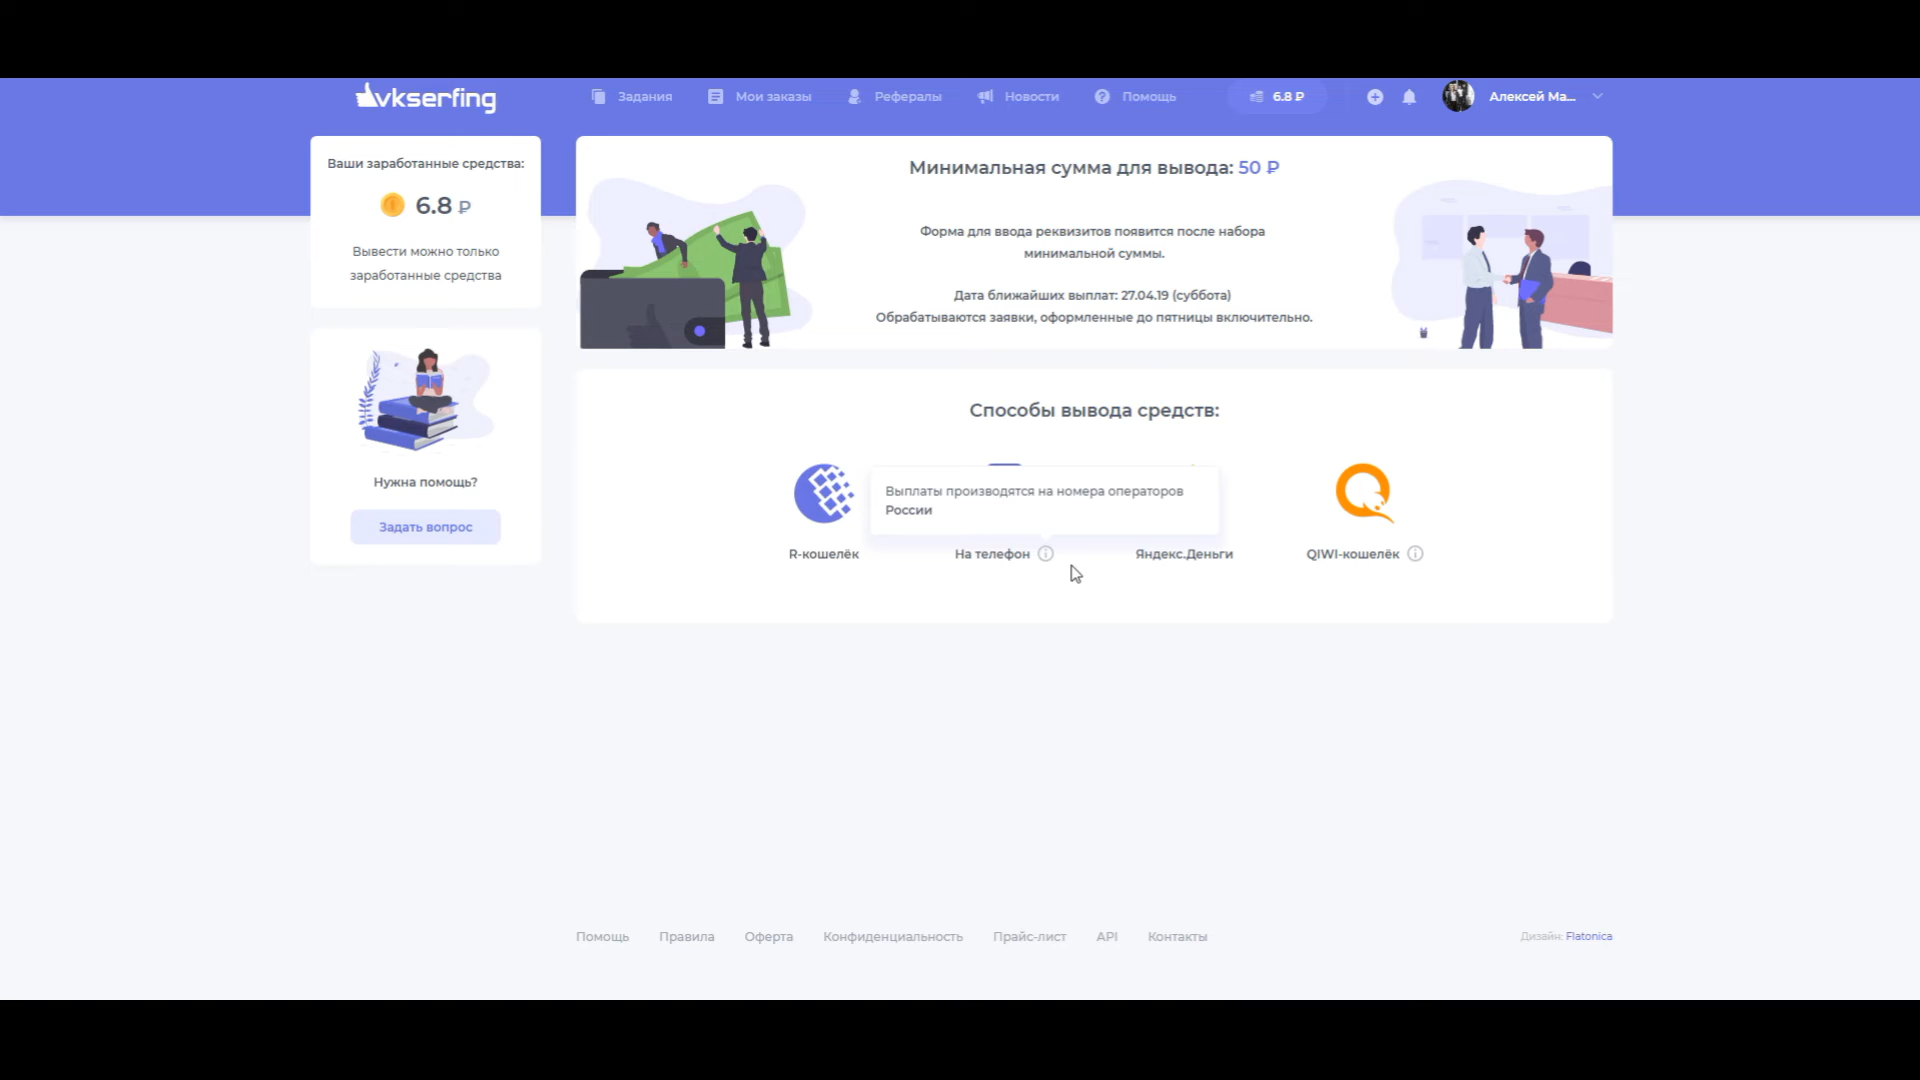 vkserfing
Задания
Мои заказы
Рефералы
Новости
Помощь
6.8 ₽
Алексей Ма...
Ваши заработанные средства:
6.8 ₽
Вывести можно только
заработанные средства
Нужна помощь?
Задать вопрос
Минимальная сумма для вывода: 50 ₽
Форма для ввода реквизитов появится после набора
минимальной суммы.
Дата ближайших выплат: 27.04.19 (суббота)
Обрабатываются заявки, оформленные до пятницы включительно.
Способы вывода средств:
Выплаты производятся на номера операторов
России
R-кошелёк
На телефон
Яндекс.Деньги
QIWI-кошелёк
Помощь
Правила
Оферта
Конфиденциальность
Прайс-лист
API
Контакты
Дизайн: Flatonica